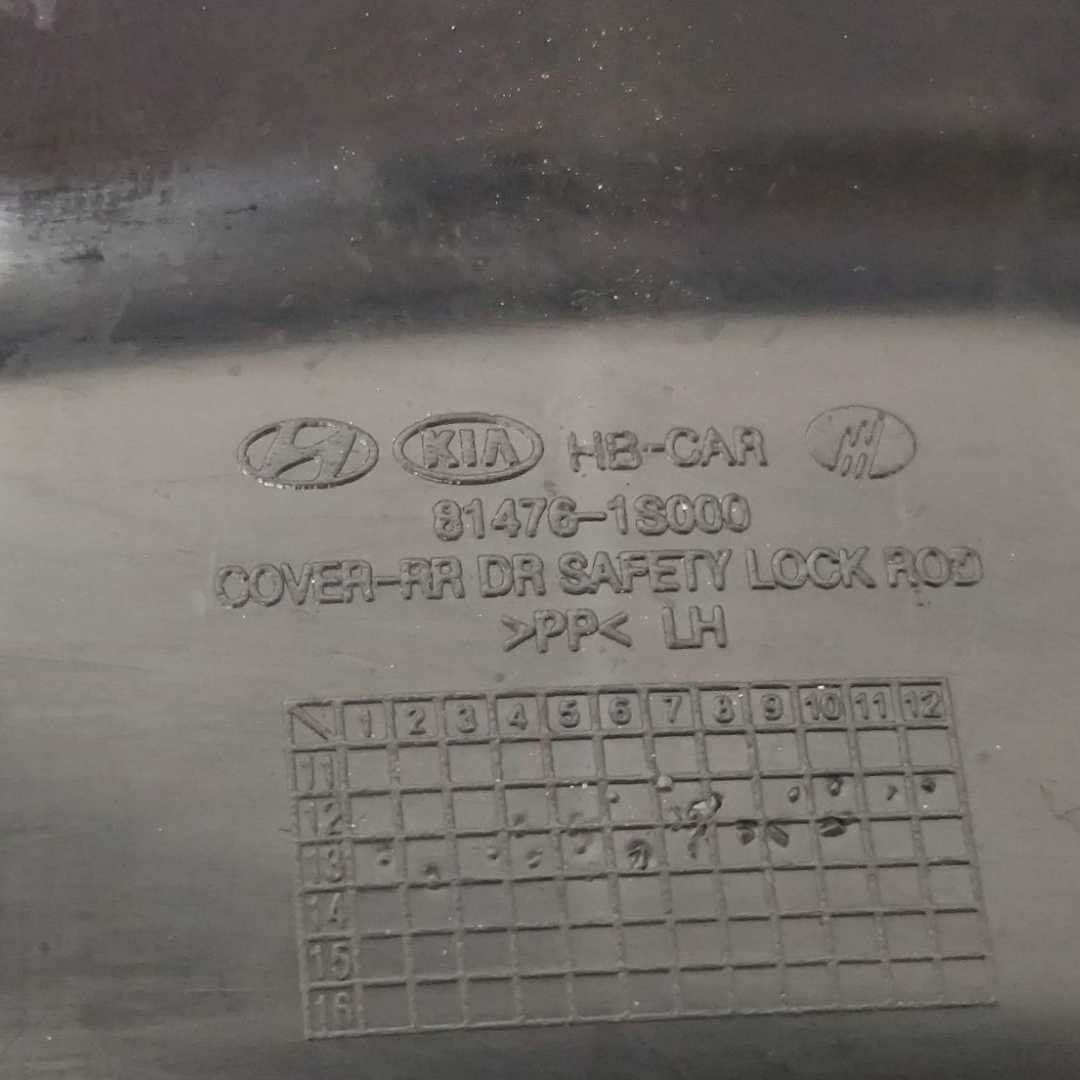 KIA HB-CAR
81476-1S000
COVER-RR DR SAFETY LOCK ROD
>PP< LH
1 2 3 4 5 6 7 8 9 10 11 12
11
12
13
14
15
16